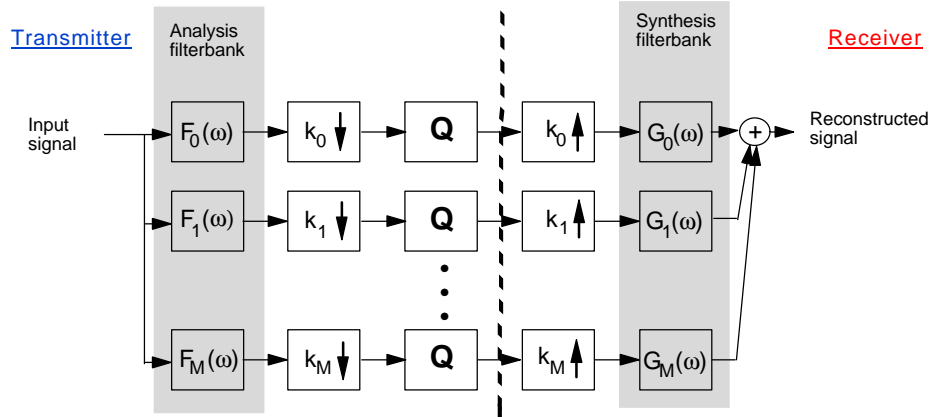 Transmitter
Analysis
filterbank
Synthesis
filterbank
Receiver
Input
signal
F0(ω)
k0
Q
k0
G0(ω)
+
Reconstructed
signal
F1(ω)
k1
Q
k1
G1(ω)
FM(ω)
kM
Q
kM
GM(ω)